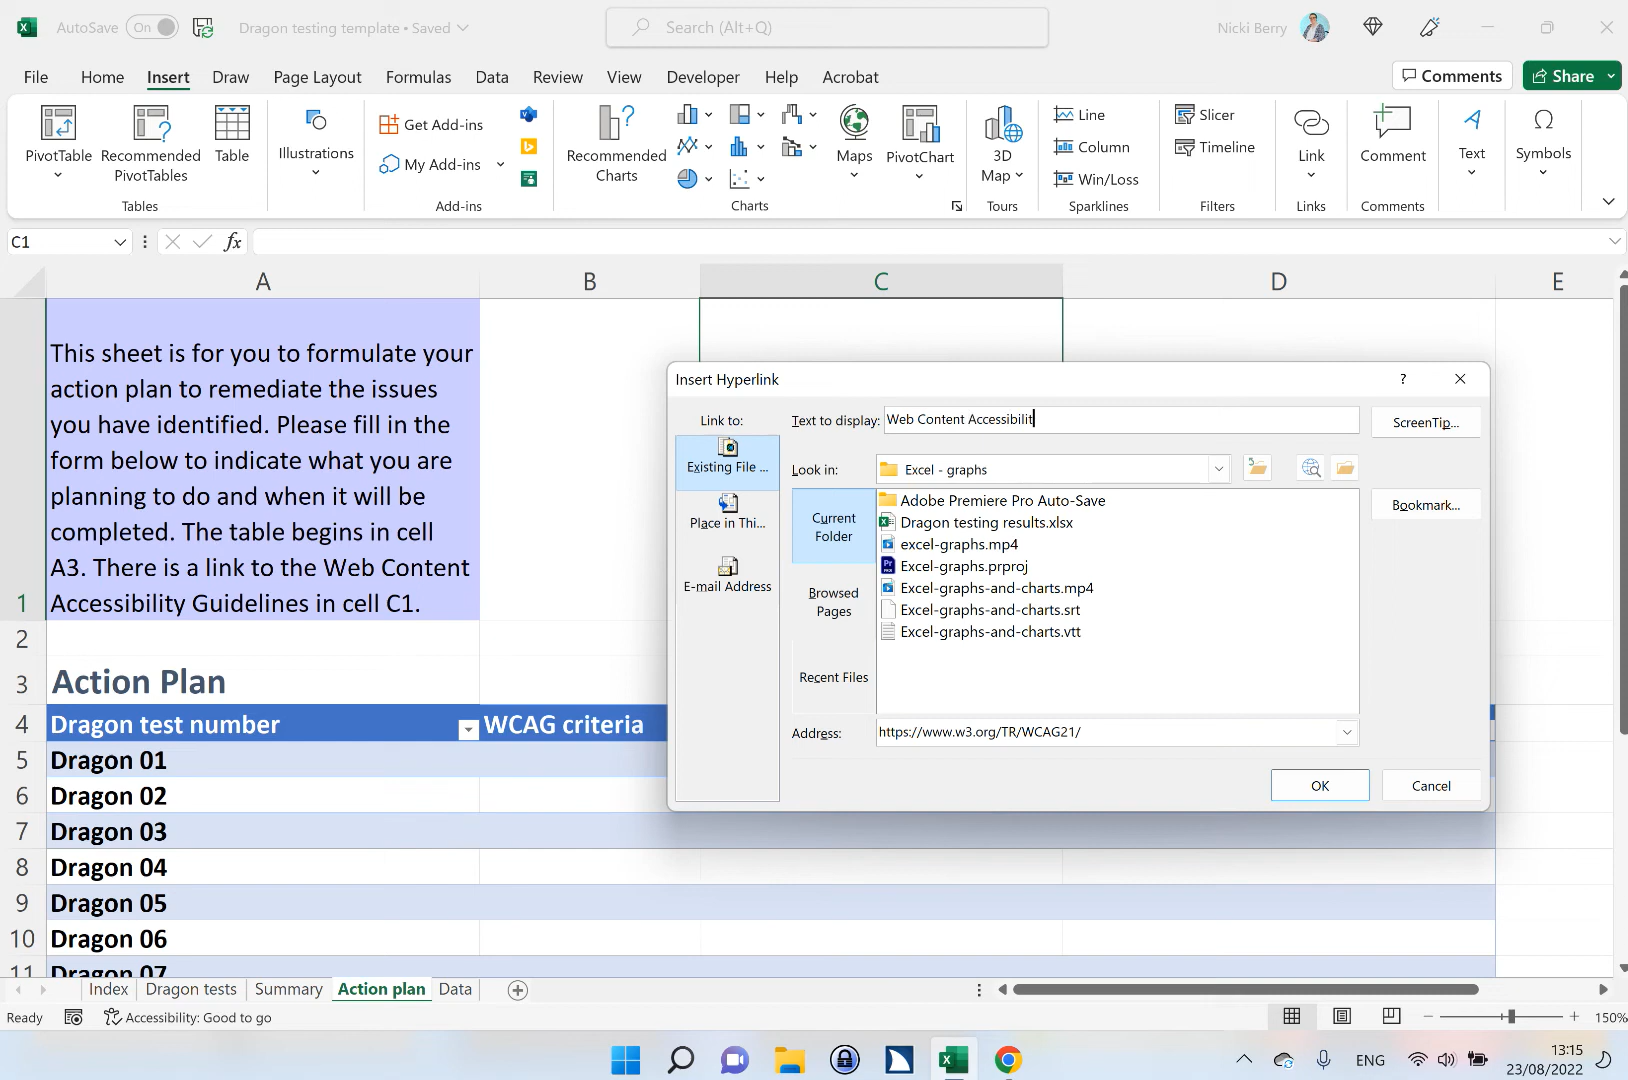 AutoSave On Dragon testing template • Saved Search (Alt+Q) Nicki Berry
File Home Insert Draw Page Layout Formulas Data Review View Developer Help Acrobat Comments Share
PivotTable
Recommended
PivotTables
Table
Tables
Illustrations
Get Add-ins
My Add-ins
Add-ins
Recommended
Charts
Maps
PivotChart
Charts
3D
Map
Tours
Line
Column
Win/Loss
Sparklines
Slicer
Timeline
Filters
Link
Links
Comment
Comments
Text
Symbols
C1 fx
A B C D E
This sheet is for you to formulate your
action plan to remediate the issues
you have identified. Please fill in the
form below to indicate what you are
planning to do and when it will be
completed. The table begins in cell
A3. There is a link to the Web Content
1 Accessibility Guidelines in cell C1.
2
3 Action Plan
4 Dragon test number WCAG criteria
5 Dragon 01
6 Dragon 02
7 Dragon 03
8 Dragon 04
9 Dragon 05
10 Dragon 06
11 Dragon 07
Insert Hyperlink ?
Link to: Text to display: Web Content Accessibilit ScreenTip...
Existing File ...
Place in Thi...
E-mail Address
Look in: Excel - graphs
Current
Folder
Browsed
Pages
Recent Files
Adobe Premiere Pro Auto-Save
Dragon testing results.xlsx
excel-graphs.mp4
Excel-graphs.prproj
Excel-graphs-and-charts.mp4
Excel-graphs-and-charts.srt
Excel-graphs-and-charts.vtt
Bookmark...
Address: https://www.w3.org/TR/WCAG21/
OK Cancel
Index Dragon tests Summary Action plan Data
Ready Accessibility: Good to go 150%
ENG 13:15
23/08/2022